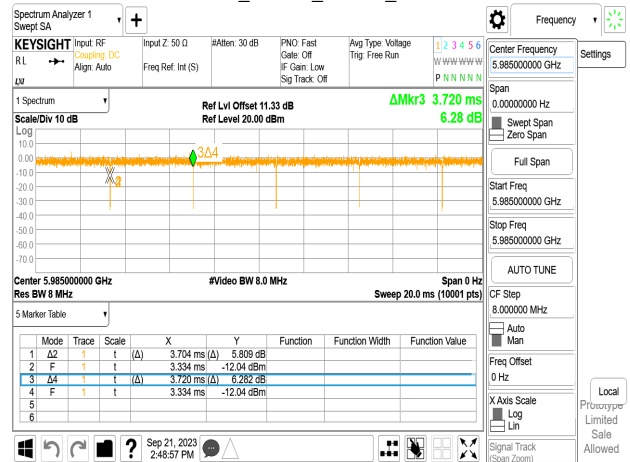 Spectrum Analyzer 1
Swept SA
Frequency
KEYSIGHT
RL
Input: RF
Coupling: DC
Align: Auto
Input Z: 50 Ω
Freq Ref: Int (S)
#Atten: 30 dB
PNO: Fast
Gate: Off
IF Gain: Low
Sig Track: Off
Avg Type: Voltage
Trig: Free Run
1 2 3 4 5 6
W W W W W W
P N N N N N
1 Spectrum
Scale/Div 10 dB
Ref Lvl Offset 11.33 dB
Ref Level 20.00 dBm
ΔMkr3 3.720 ms
6.28 dB
Log
10.0
0.00
-10.0
-20.0
-30.0
-40.0
-50.0
-60.0
-70.0
3Δ4
Center 5.985000000 GHz
Res BW 8 MHz
#Video BW 8.0 MHz
Span 0 Hz
Sweep 20.0 ms (10001 pts)
5 Marker Table
Mode Trace Scale X Y Function Function Width Function Value
1 Δ2 1 t (Δ) 3.704 ms (Δ) 5.809 dB
2 F 1 t 3.334 ms -12.04 dBm
3 Δ4 1 t (Δ) 3.720 ms (Δ) 6.282 dB
4 F 1 t 3.334 ms -12.04 dBm
5
6
Sep 21, 2023
2:48:57 PM
Center Frequency
5.985000000 GHz
Settings
Span
0.00000000 Hz
Swept Span
Zero Span
Full Span
Start Freq
5.985000000 GHz
Stop Freq
5.985000000 GHz
AUTO TUNE
CF Step
8.000000 MHz
Auto
Man
Freq Offset
0 Hz
X Axis Scale
Log
Lin
Signal Track
(Span Zoom)
Local
Prototype
Limited
Sale
Allowed